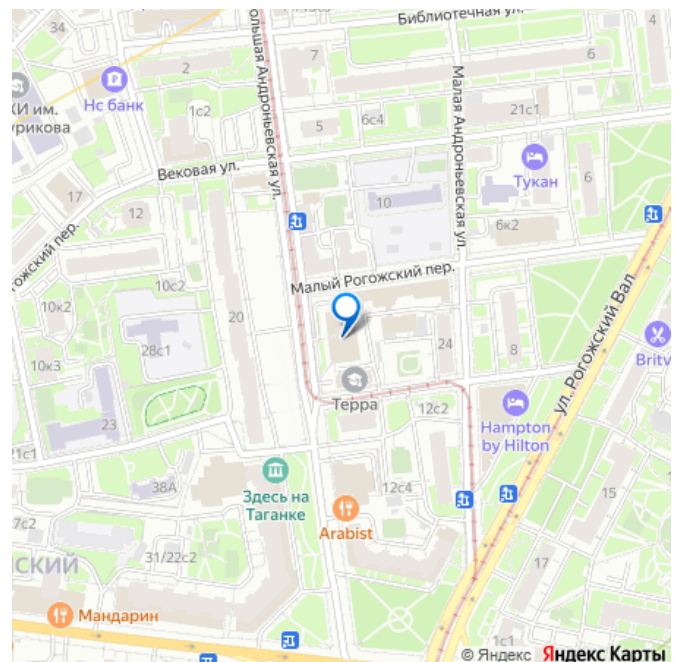 Библиотечная ул.
ольшая Андроньевская ул.
Малая Андроньевская ул.
7
6
2
Нс банк
КИ им.
урикова
1с2
5
6с4
21с1
Вековая ул.
Тукан
17
12
10
6
6к2
ожский пер.
Малый Рогожский пер.
10с2
10к2
20
ул. Рогожский Вал
28с1
10к3
24
8
Britv
Терра
12с2
Hampton
by Hilton
23
21с1
38А
Здесь на
Таганке
12с4
15
7с2
Arabist
31/22с2
СКИЙ
17
Мандарин
1с1
© Яндекс Яндекс Карты